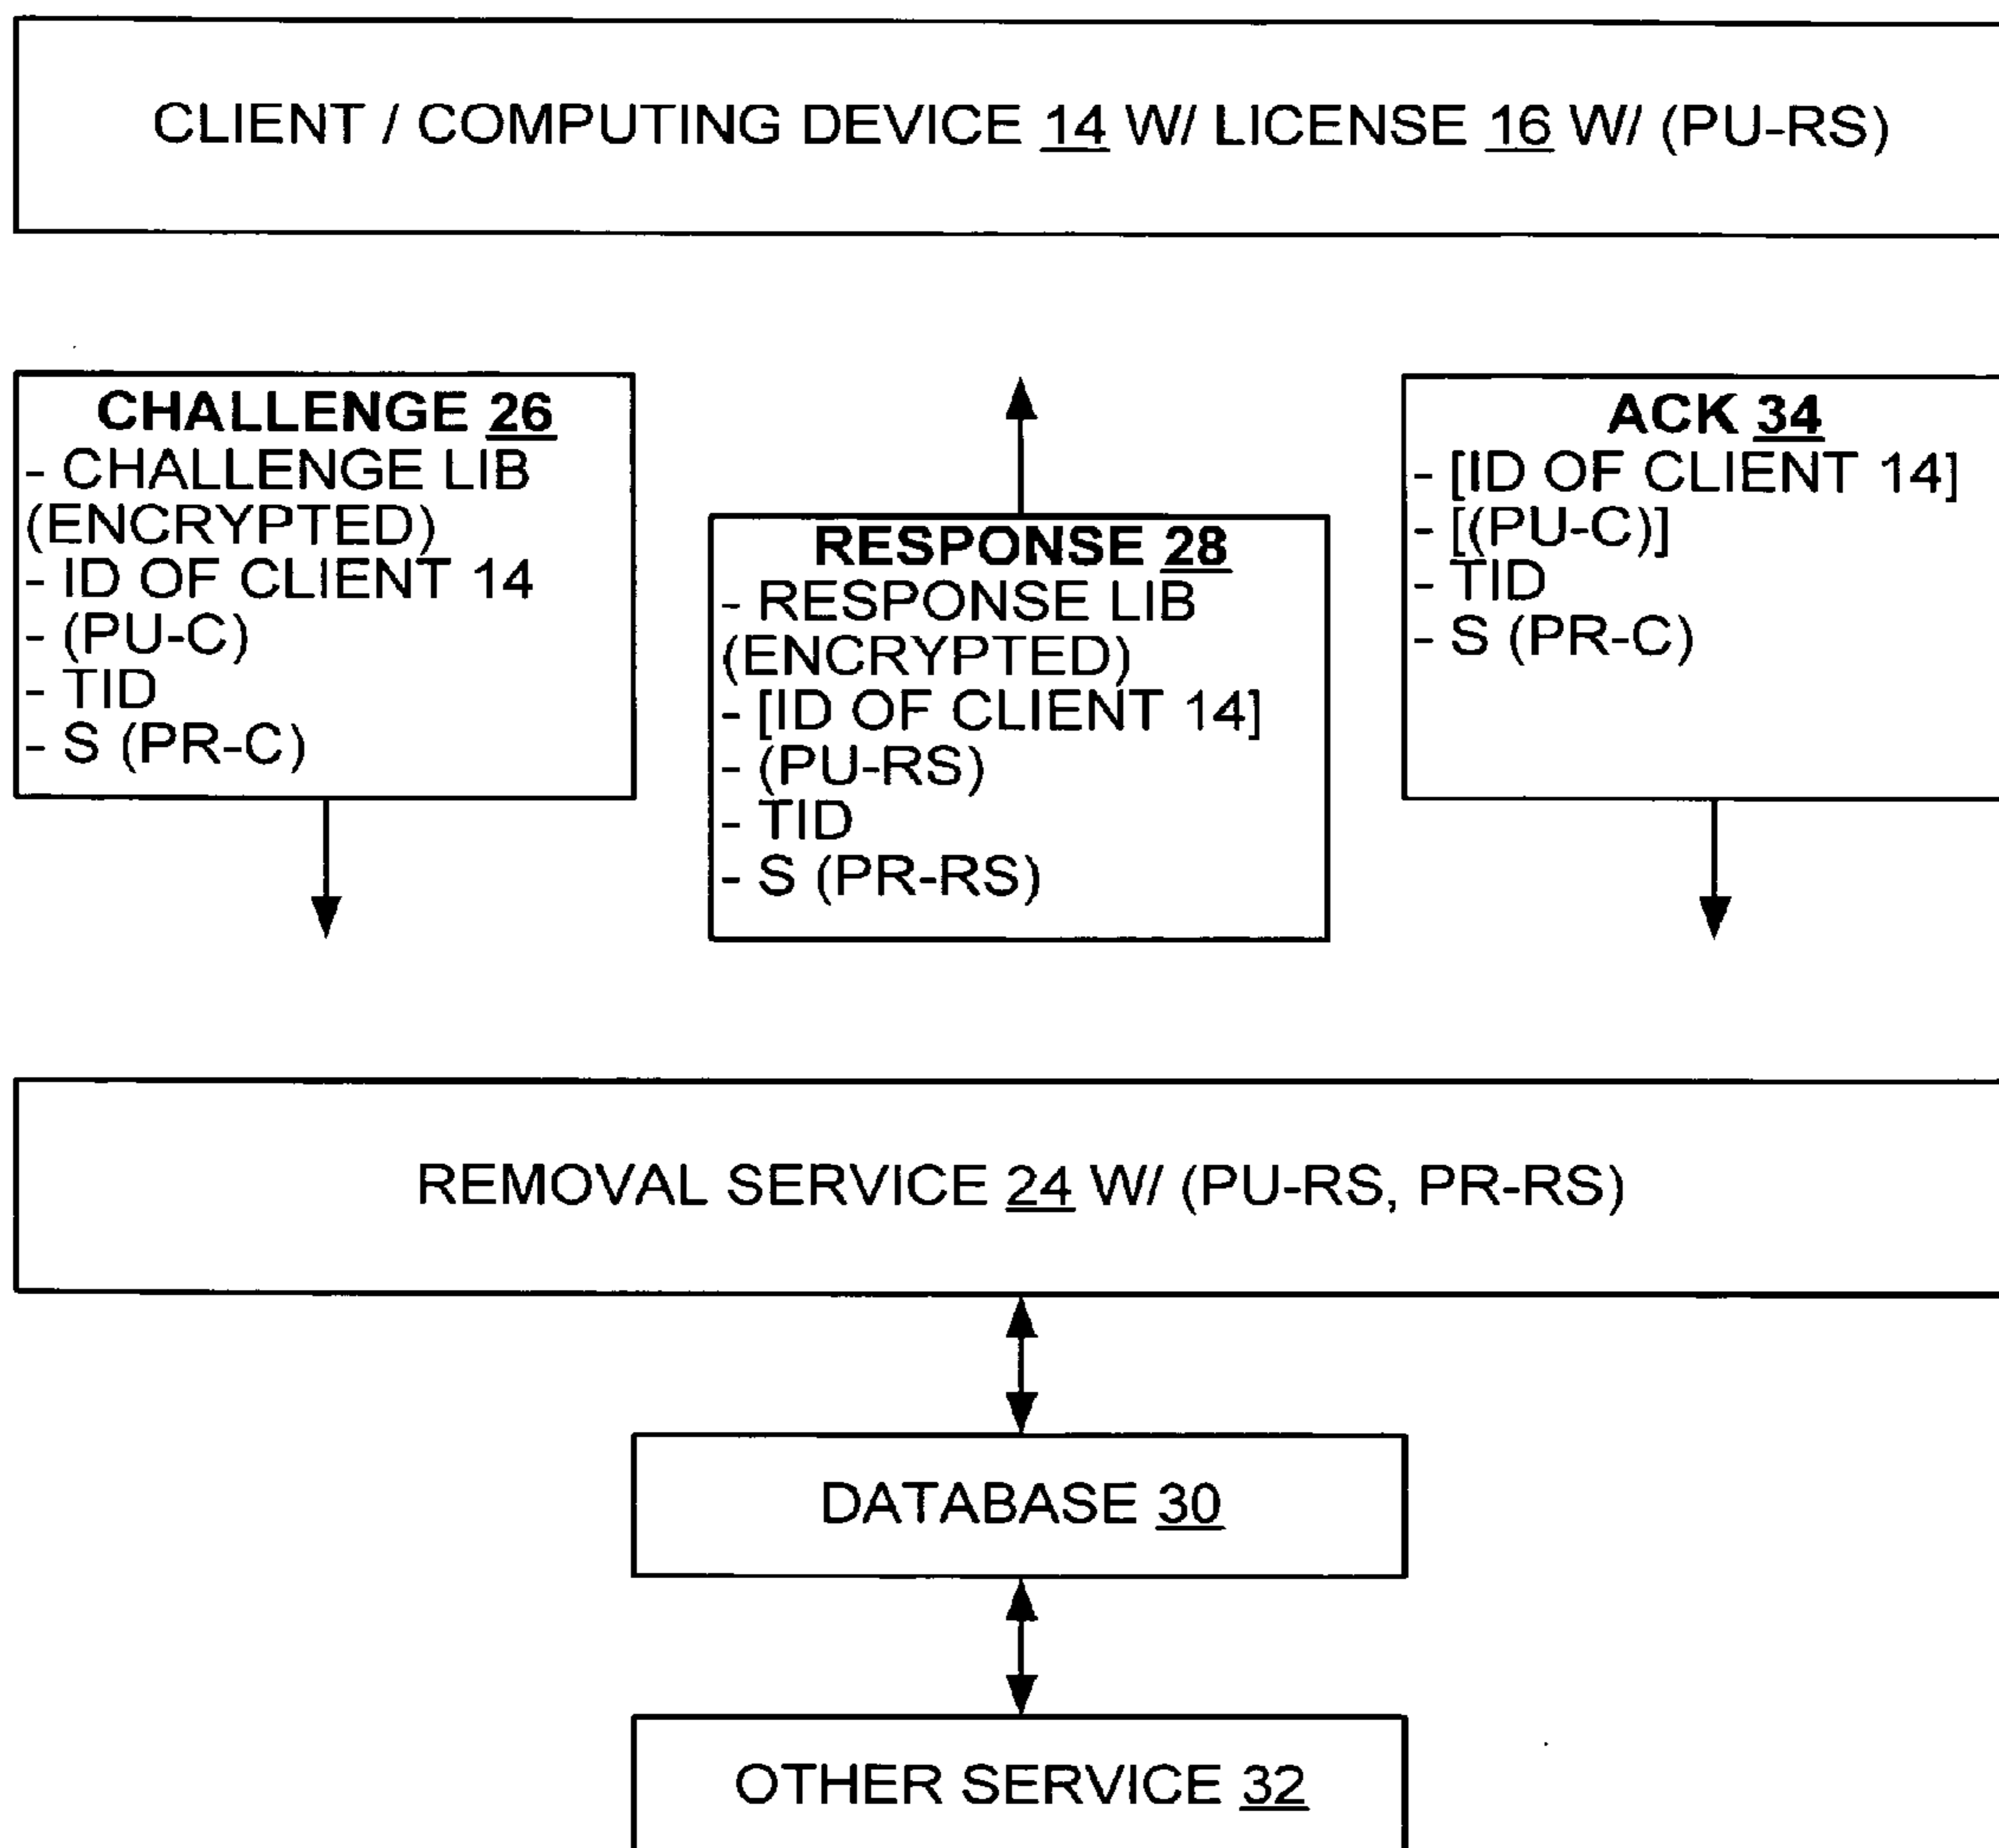 CLIENT / COMPUTING DEVICE 14 W/ LICENSE 16 W/ (PU-RS)
CHALLENGE 26
- CHALLENGE LIB
(ENCRYPTED)
- ID OF CLIENT 14
- (PU-C)
- TID
- S (PR-C)
RESPONSE 28
- RESPONSE LIB
(ENCRYPTED)
- [ID OF CLIENT 14]
- (PU-RS)
- TID
- S (PR-RS)
ACK 34
- [ID OF CLIENT 14]
- [(PU-C)]
- TID
- S (PR-C)
REMOVAL SERVICE 24 W/ (PU-RS, PR-RS)
DATABASE 30
OTHER SERVICE 32